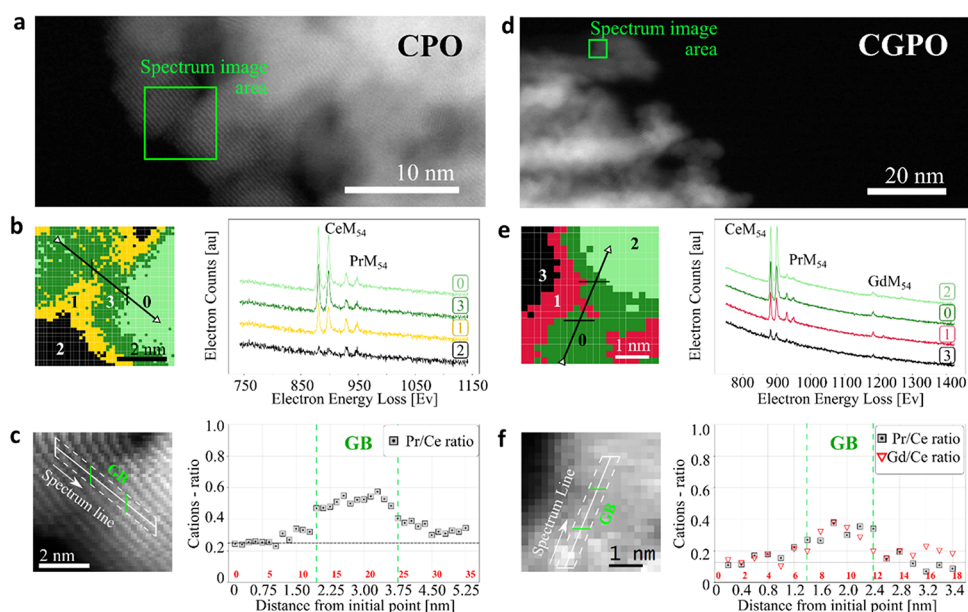 a
CPO
Spectrum image
area
10 nm
d
CGPO
Spectrum image
area
20 nm
b
1
3
0
2
2 nm
Electron Counts [au]
CeM54
PrM54
0
3
1
2
750
850
950
1050
1150
Electron Energy Loss [Ev]
e
2
3
1
0
1 nm
Electron Counts [au]
CeM54
PrM54
GdM54
2
0
1
3
800
900
1000
1100
1200
1300
1400
Electron Energy Loss [Ev]
c
GB
Spectrum line
2 nm
Cations - ratio
1.0
0.8
0.6
0.4
0.2
GB
Pr/Ce ratio
0 5 10 15 20 25 30 35
0 0.75 1.50 2.25 3.00 3.75 4.50 5.25
Distance from initial point [nm]
f
Spectrum Line
GB
1 nm
Cations - ratio
1.0
0.8
0.6
0.4
0.2
GB
Pr/Ce ratio
Gd/Ce ratio
0 2 4 6 8 10 12 14 16 18
0 0.2 0.6 1.0 1.4 1.8 2.2 2.6 3.0 3.4
Distance from initial point [nm]